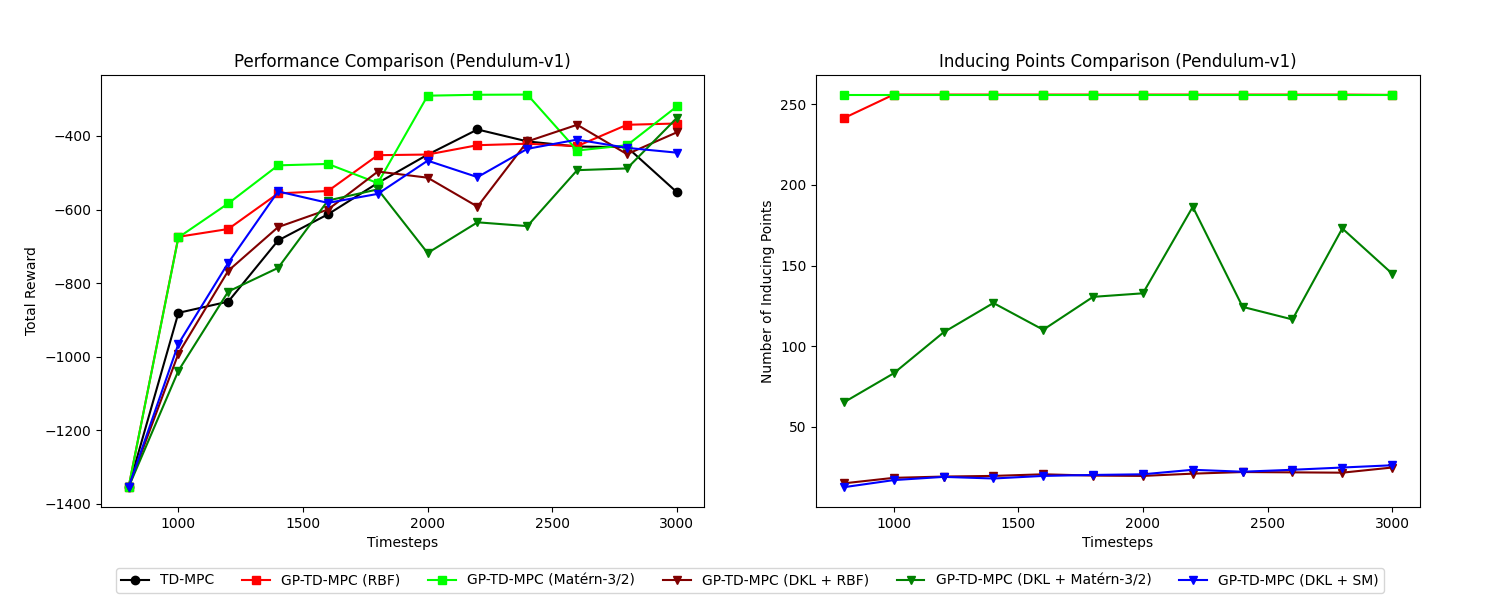 Performance Comparison (Pendulum-v1)
Total Reward
−400
−600
−800
−1000
−1200
−1400
1000
1500
2000
2500
3000
Timesteps
Inducing Points Comparison (Pendulum-v1)
Number of Inducing Points
250
200
150
100
50
1000
1500
2000
2500
3000
Timesteps
TD-MPC
GP-TD-MPC (RBF)
GP-TD-MPC (Matérn-3/2)
GP-TD-MPC (DKL + RBF)
GP-TD-MPC (DKL + Matérn-3/2)
GP-TD-MPC (DKL + SM)